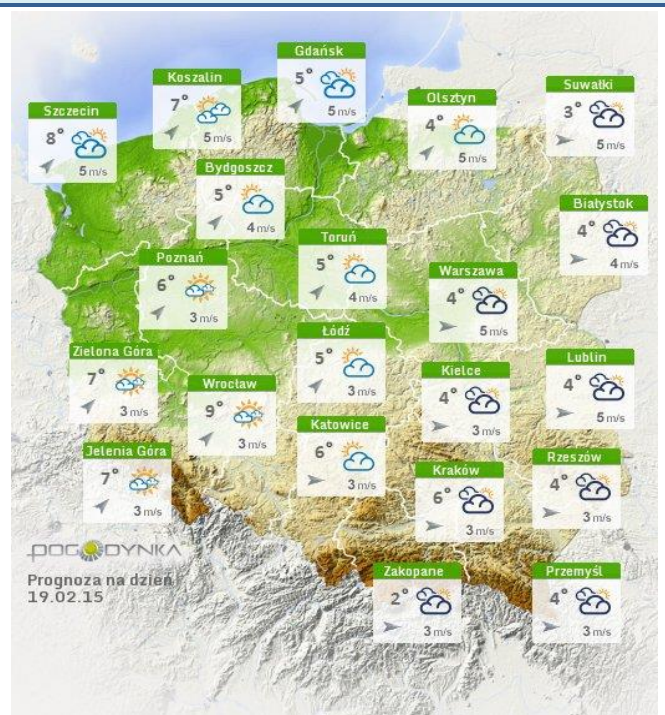 Gdańsk
5°
5 m/s
Koszalin
7°
5 m/s
Suwałki
3°
5 m/s
Olsztyn
4°
5 m/s
Szczecin
8°
5 m/s
Bydgoszcz
5°
4 m/s
Białystok
4°
4 m/s
Toruń
5°
4 m/s
Poznań
6°
3 m/s
Warszawa
4°
5 m/s
Łódź
5°
3 m/s
Zielona Góra
7°
3 m/s
Lublin
4°
5 m/s
Kielce
4°
3 m/s
Wrocław
9°
3 m/s
Katowice
6°
3 m/s
Jelenia Góra
7°
3 m/s
Rzeszów
4°
3 m/s
Kraków
6°
3 m/s
POGODYNKA
Prognoza na dzień
19.02.15
Zakopane
2°
3 m/s
Przemyśl
4°
3 m/s